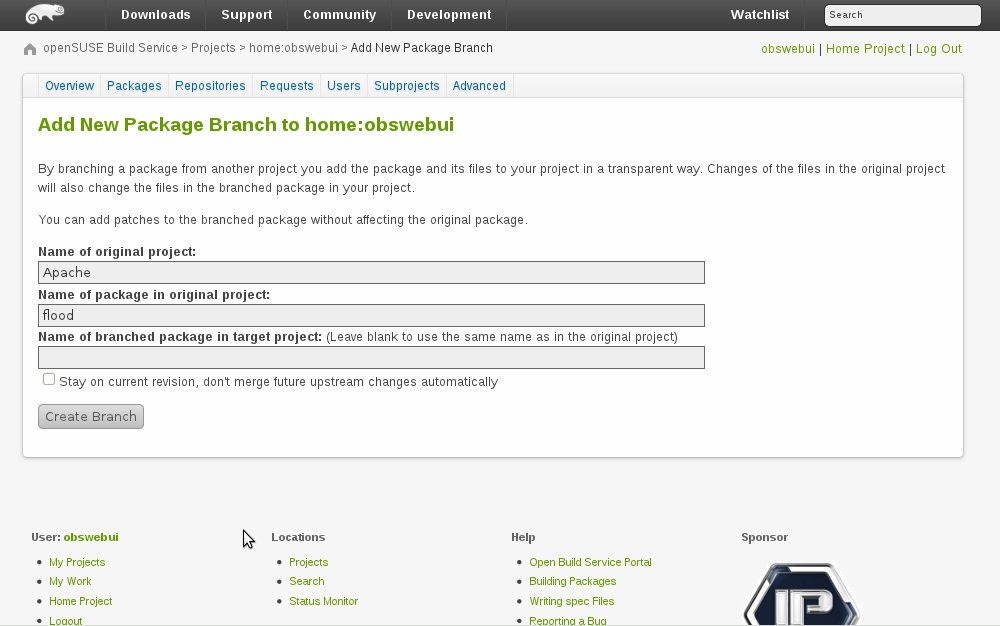 Downloads Support Community Development Watchlist Search
openSUSE Build Service > Projects > home:obswebui > Add New Package Branch obswebui | Home Project | Log Out
Overview Packages Repositories Requests Users Subprojects Advanced
Add New Package Branch to home:obswebui
By branching a package from another project you add the package and its files to your project in a transparent way. Changes of the files in the original project
will also change the files in the branched package in your project.
You can add patches to the branched package without affecting the original package.
Name of original project:
Apache
Name of package in original project:
flood
Name of branched package in target project: (Leave blank to use the same name as in the original project)
Stay on current revision, don't merge future upstream changes automatically
Create Branch
User: obswebui
My Projects
My Work
Home Project
Logout
Locations
Projects
Search
Status Monitor
Help
Open Build Service Portal
Building Packages
Writing spec Files
Reporting a Bug
Sponsor
IP